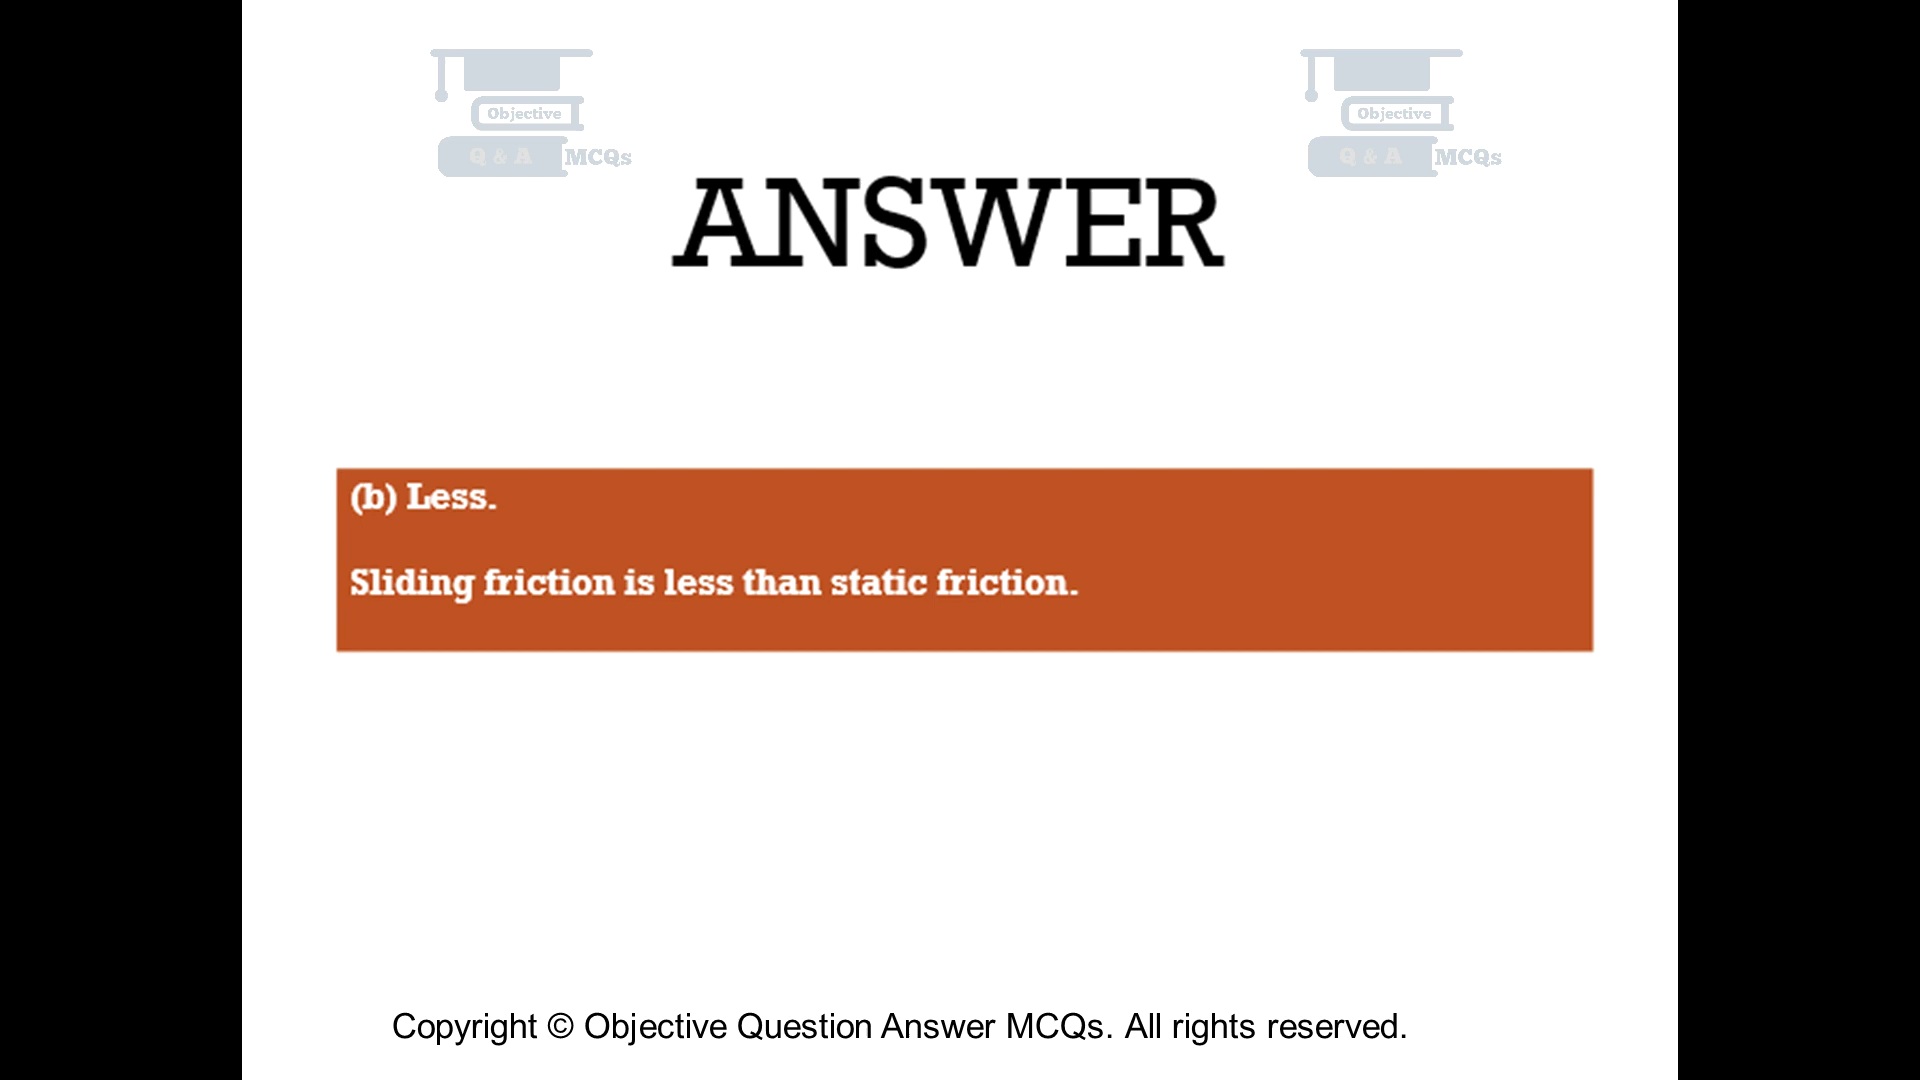 Objective
Q & A MCQs
Objective
Q & A MCQs
ANSWER
(b) Less.
Sliding friction is less than static friction.
Copyright © Objective Question Answer MCQs. All rights reserved.